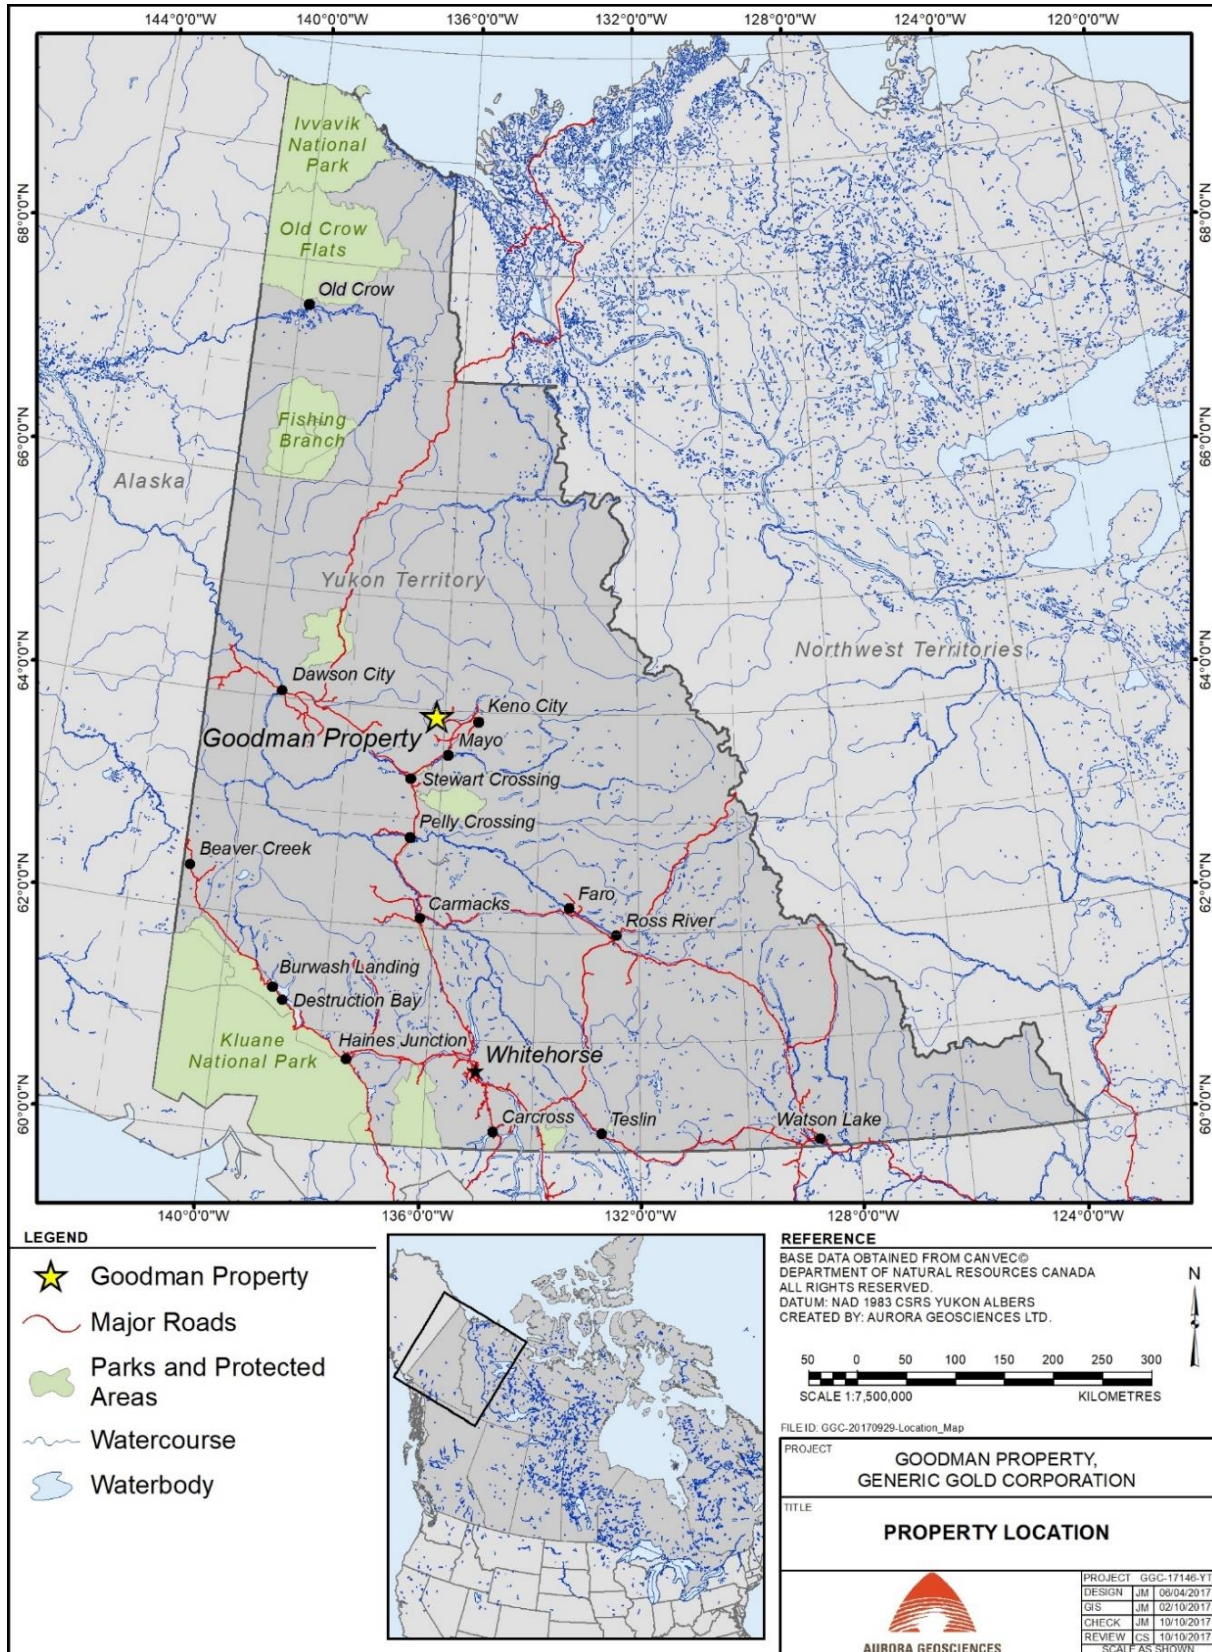 144°0'0"W
140°0'0"W
136°0'0"W
132°0'0"W
128°0'0"W
124°0'0"W
120°0'0"W
Ivvavik
National
Park
68°0'0"N
68°0'0"N
Old Crow
Flats
Old Crow
66°0'0"N
66°0'0"N
Fishing
Branch
Alaska
Yukon Territory
Northwest Territories
64°0'0"N
64°0'0"N
Dawson City
Keno City
Goodman Property
Mayo
Stewart Crossing
Pelly Crossing
Beaver Creek
62°0'0"N
62°0'0"N
Faro
Carmacks
Ross River
Burwash Landing
Destruction Bay
Kluane
National Park
Haines Junction
Whitehorse
60°0'0"N
60°0'0"N
Carcross
Teslin
Watson Lake
140°0'0"W
136°0'0"W
132°0'0"W
128°0'0"W
124°0'0"W
LEGEND
Goodman Property
Major Roads
Parks and Protected
Areas
Watercourse
Waterbody
REFERENCE
BASE DATA OBTAINED FROM CANVEC©
DEPARTMENT OF NATURAL RESOURCES CANADA
ALL RIGHTS RESERVED.
DATUM: NAD 1983 CSRS YUKON ALBERS
CREATED BY: AURORA GEOSCIENCES LTD.
N
50 0 50 100 150 200 250 300
SCALE 1:7,500,000 KILOMETRES
FILE ID: GGC-20170929-Location_Map
PROJECT
GOODMAN PROPERTY,
GENERIC GOLD CORPORATION
TITLE
PROPERTY LOCATION
AURORA GEOSCIENCES
PROJECT GGC-17146-YT
DESIGN JM 06/04/2017
GIS JM 02/10/2017
CHECK JM 10/10/2017
REVIEW CS 10/10/2017
SCALE AS SHOWN